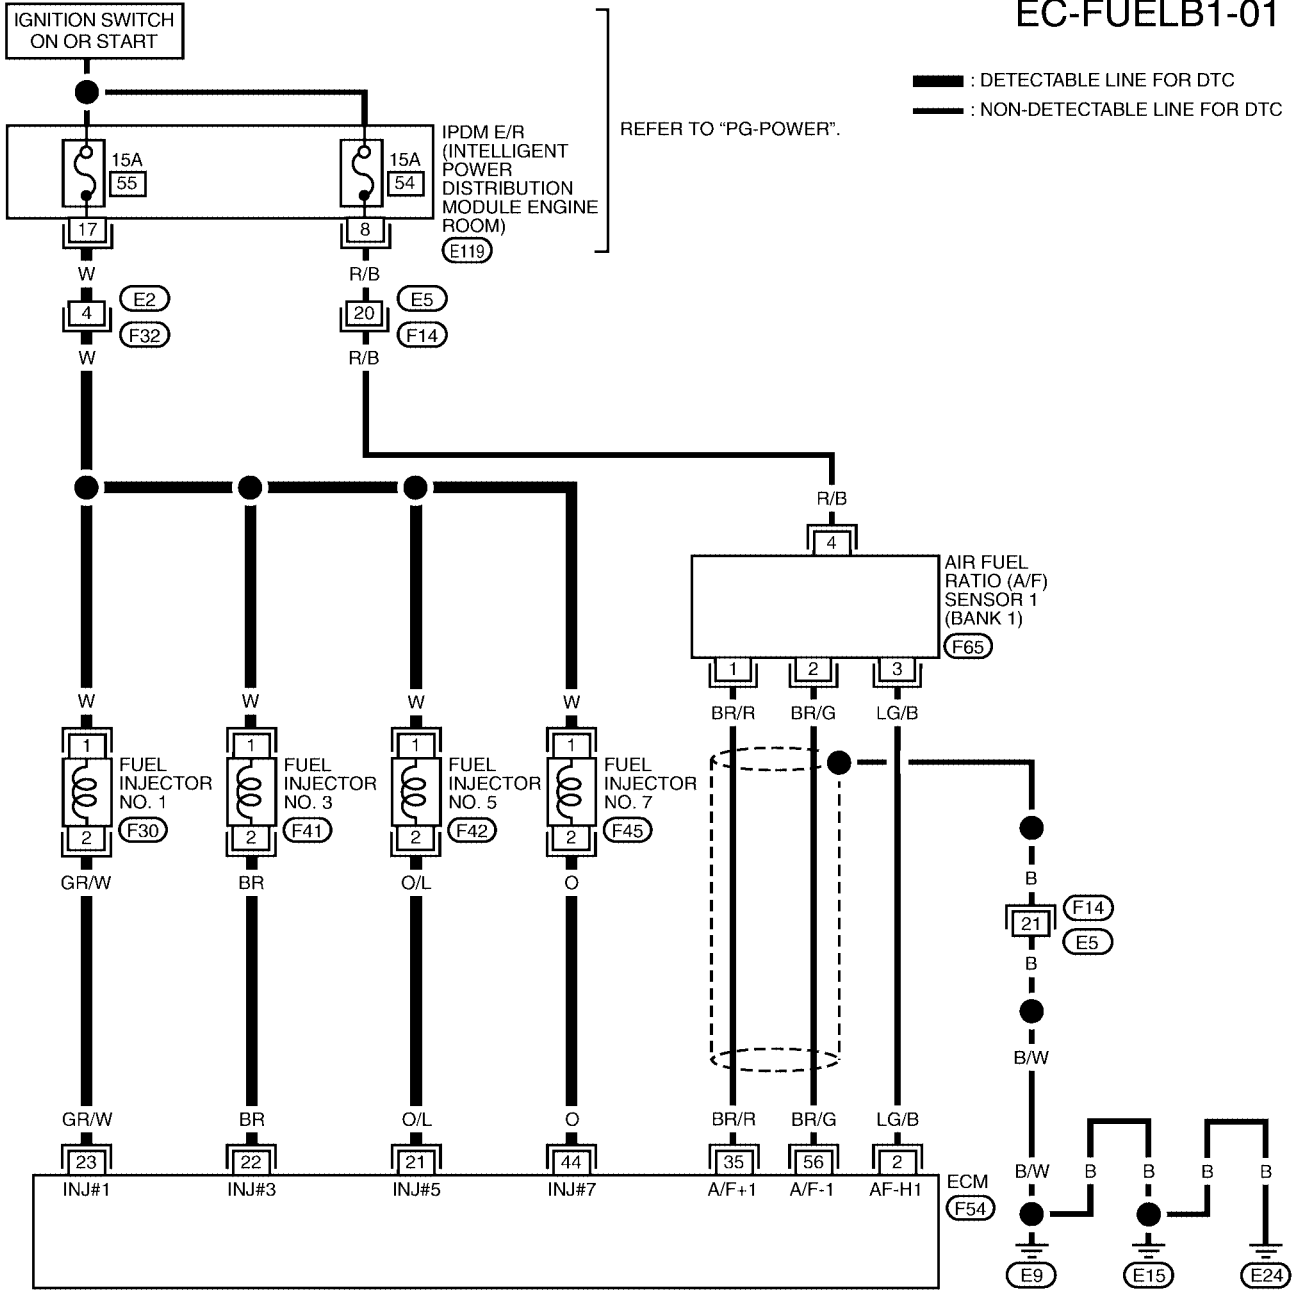 EC-FUELB1-01
IGNITION SWITCH
ON OR START
: DETECTABLE LINE FOR DTC
: NON-DETECTABLE LINE FOR DTC
REFER TO “PG-POWER”.
15A
55
15A
54
IPDM E/R
(INTELLIGENT
POWER
DISTRIBUTION
MODULE ENGINE
ROOM)
E119
17
8
W
R/B
4
E2
F32
20
E5
F14
W
R/B
R/B
4
AIR FUEL
RATIO (A/F)
SENSOR 1
(BANK 1)
F65
1
2
3
W
W
W
W
BR/R
BR/G
LG/B
1
1
1
1
FUEL
INJECTOR
NO. 1
F30
FUEL
INJECTOR
NO. 3
F41
FUEL
INJECTOR
NO. 5
F42
FUEL
INJECTOR
NO. 7
F45
2
2
2
2
GR/W
BR
O/L
O
B
21
F14
E5
B
B/W
GR/W
BR
O/L
O
BR/R
BR/G
LG/B
23
22
21
44
35
56
2
INJ#1
INJ#3
INJ#5
INJ#7
A/F+1
A/F-1
AF-H1
ECM
F54
B/W
B
B
B
B
E9
E15
E24